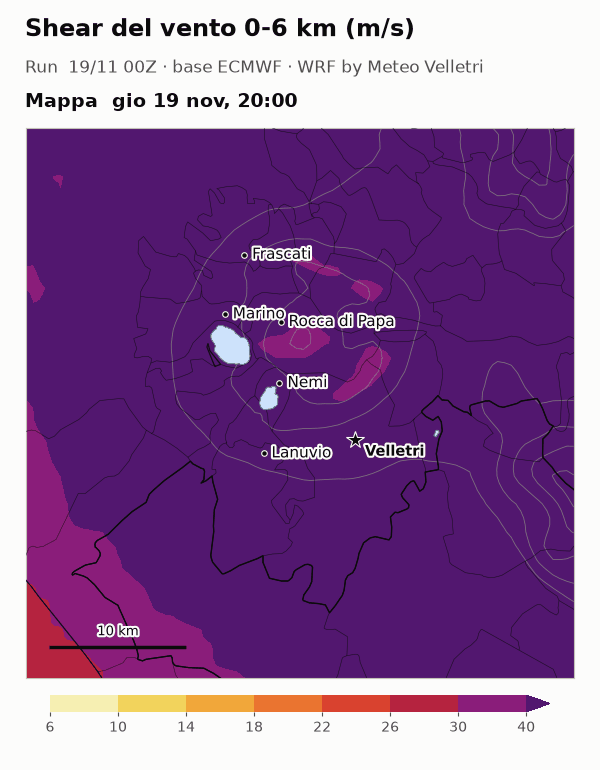 Shear del vento 0-6 km (m/s)
Run  19/11 00Z · base ECMWF · WRF by Meteo Velletri
Mappa  gio 19 nov, 20:00
Frascati
Marino
Rocca di Papa
Nemi
Velletri
Lanuvio
10 km
6 10 14 18 22 26 30 40